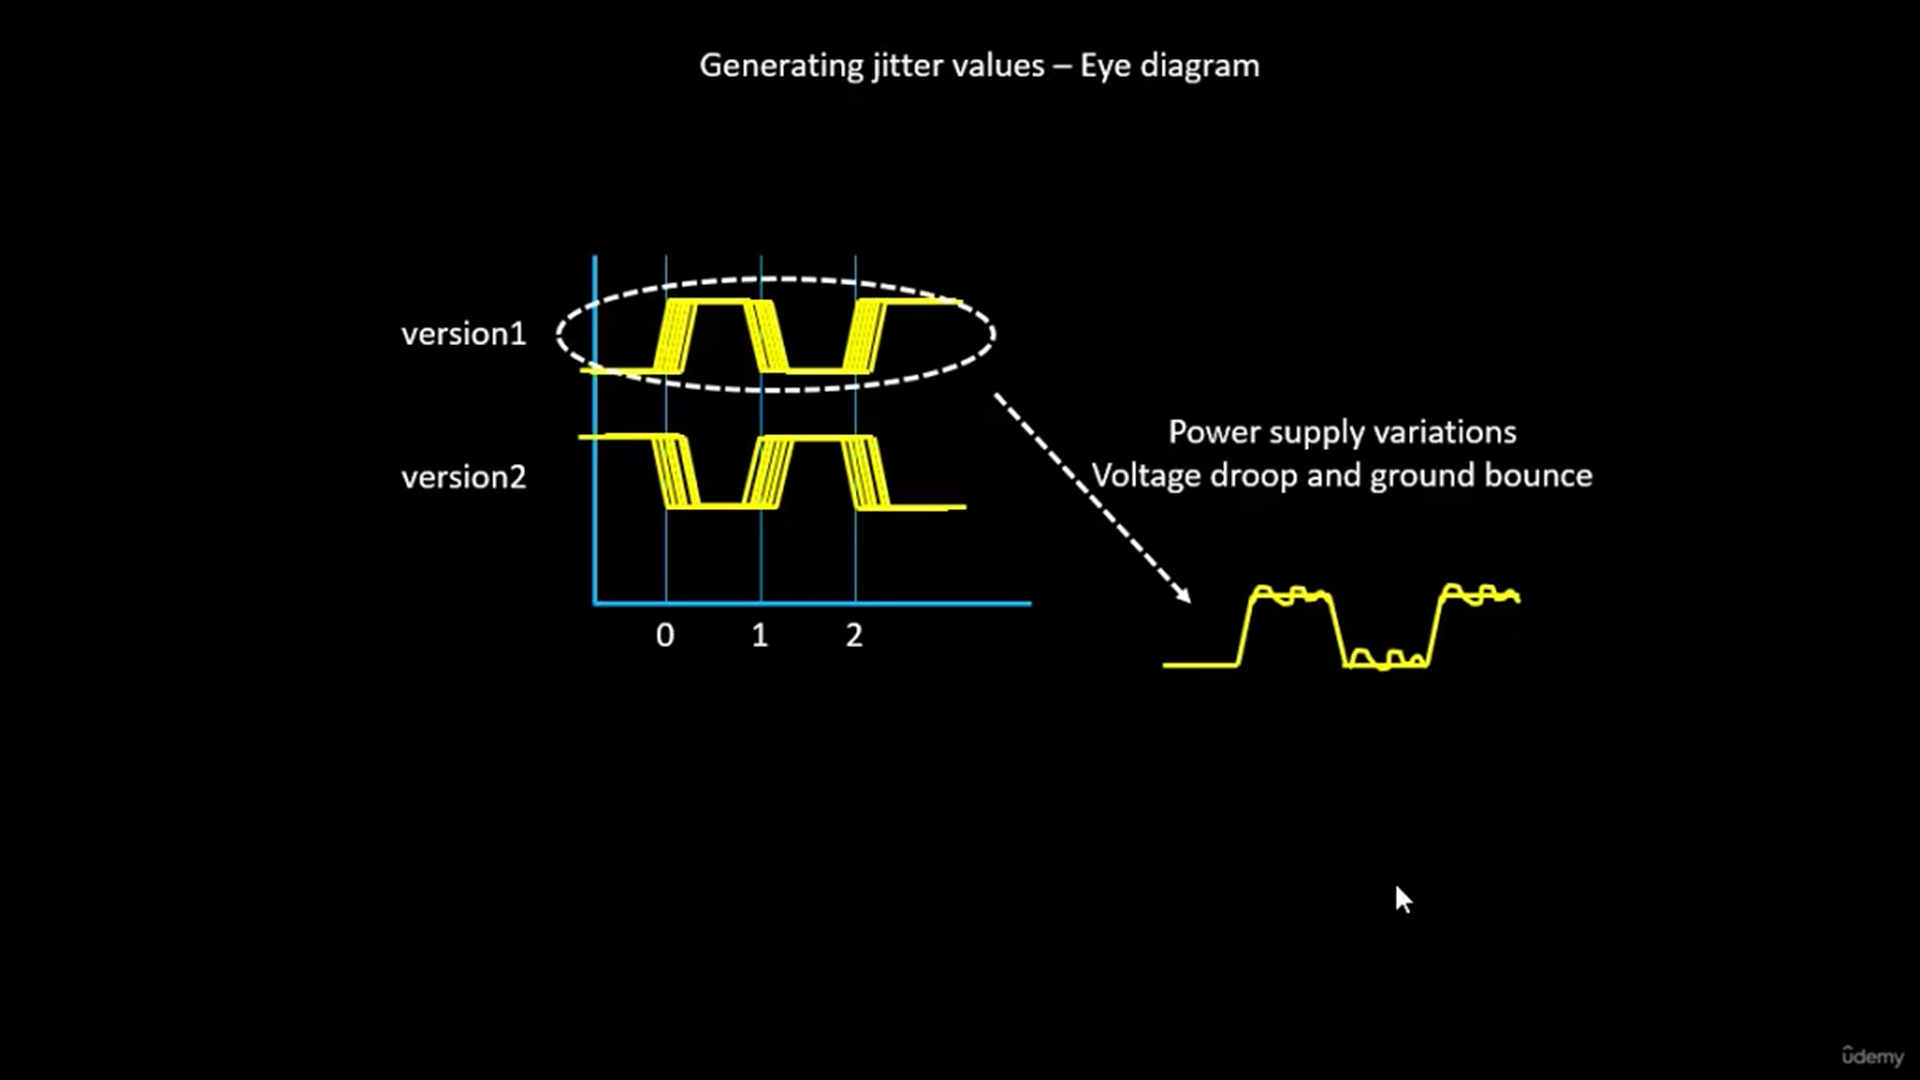 Generating jitter values – Eye diagram
version1
Power supply variations
Voltage droop and ground bounce
version2
0 1 2
ûdemy